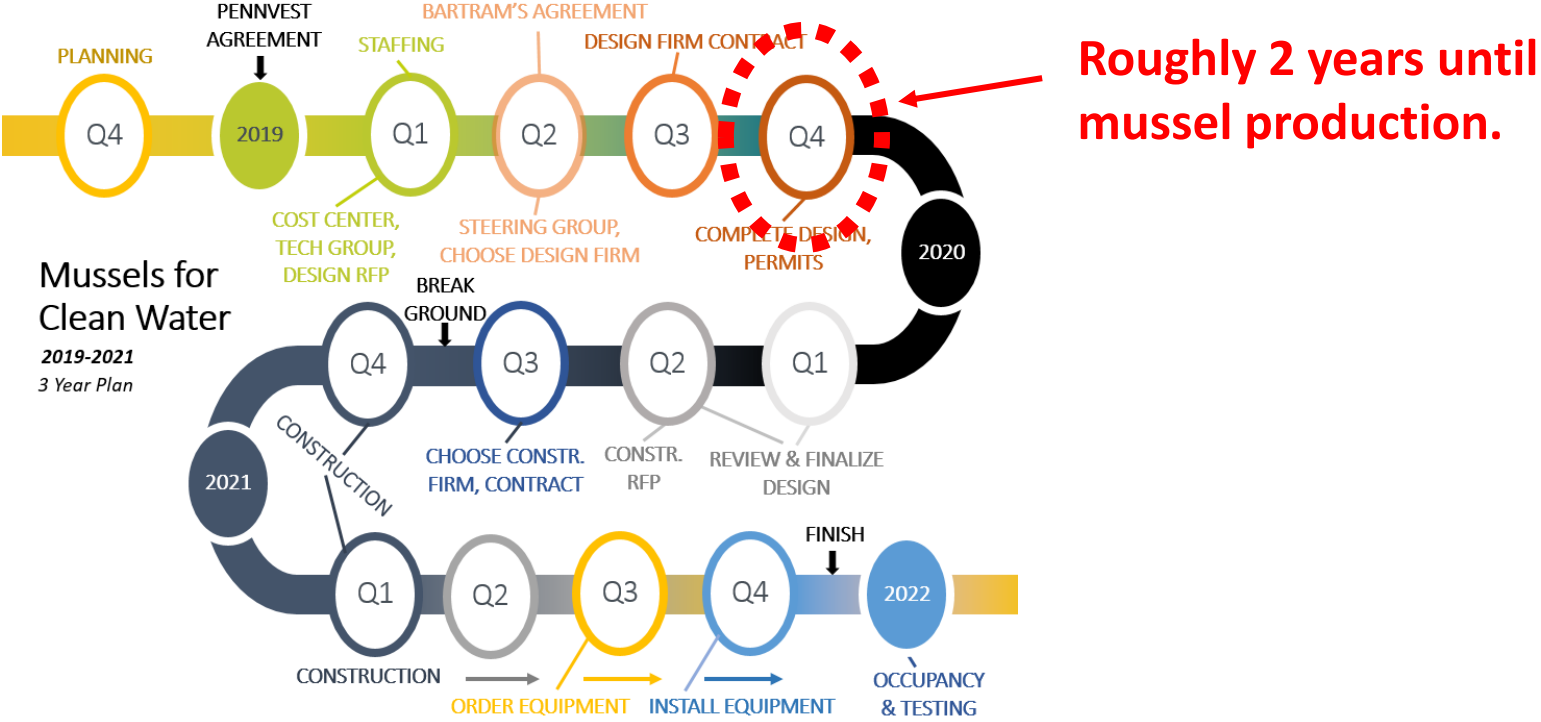 PENNVEST
AGREEMENT
BARTRAM'S AGREEMENT
PLANNING
STAFFING
DESIGN FIRM CONTRACT
Roughly 2 years until
mussel production.
Q4
2019
Q1
Q2
Q3
Q4
COST CENTER,
TECH GROUP,
DESIGN RFP
STEERING GROUP,
CHOOSE DESIGN FIRM
COMPLETE DESIGN,
PERMITS
2020
Mussels for
Clean Water
2019-2021
3 Year Plan
BREAK
GROUND
Q4
Q3
Q2
Q1
CONSTRUCTION
CHOOSE CONSTR.
FIRM, CONTRACT
CONSTR.
RFP
REVIEW & FINALIZE
DESIGN
2021
FINISH
Q1
Q2
Q3
Q4
2022
CONSTRUCTION
ORDER EQUIPMENT
INSTALL EQUIPMENT
OCCUPANCY
& TESTING